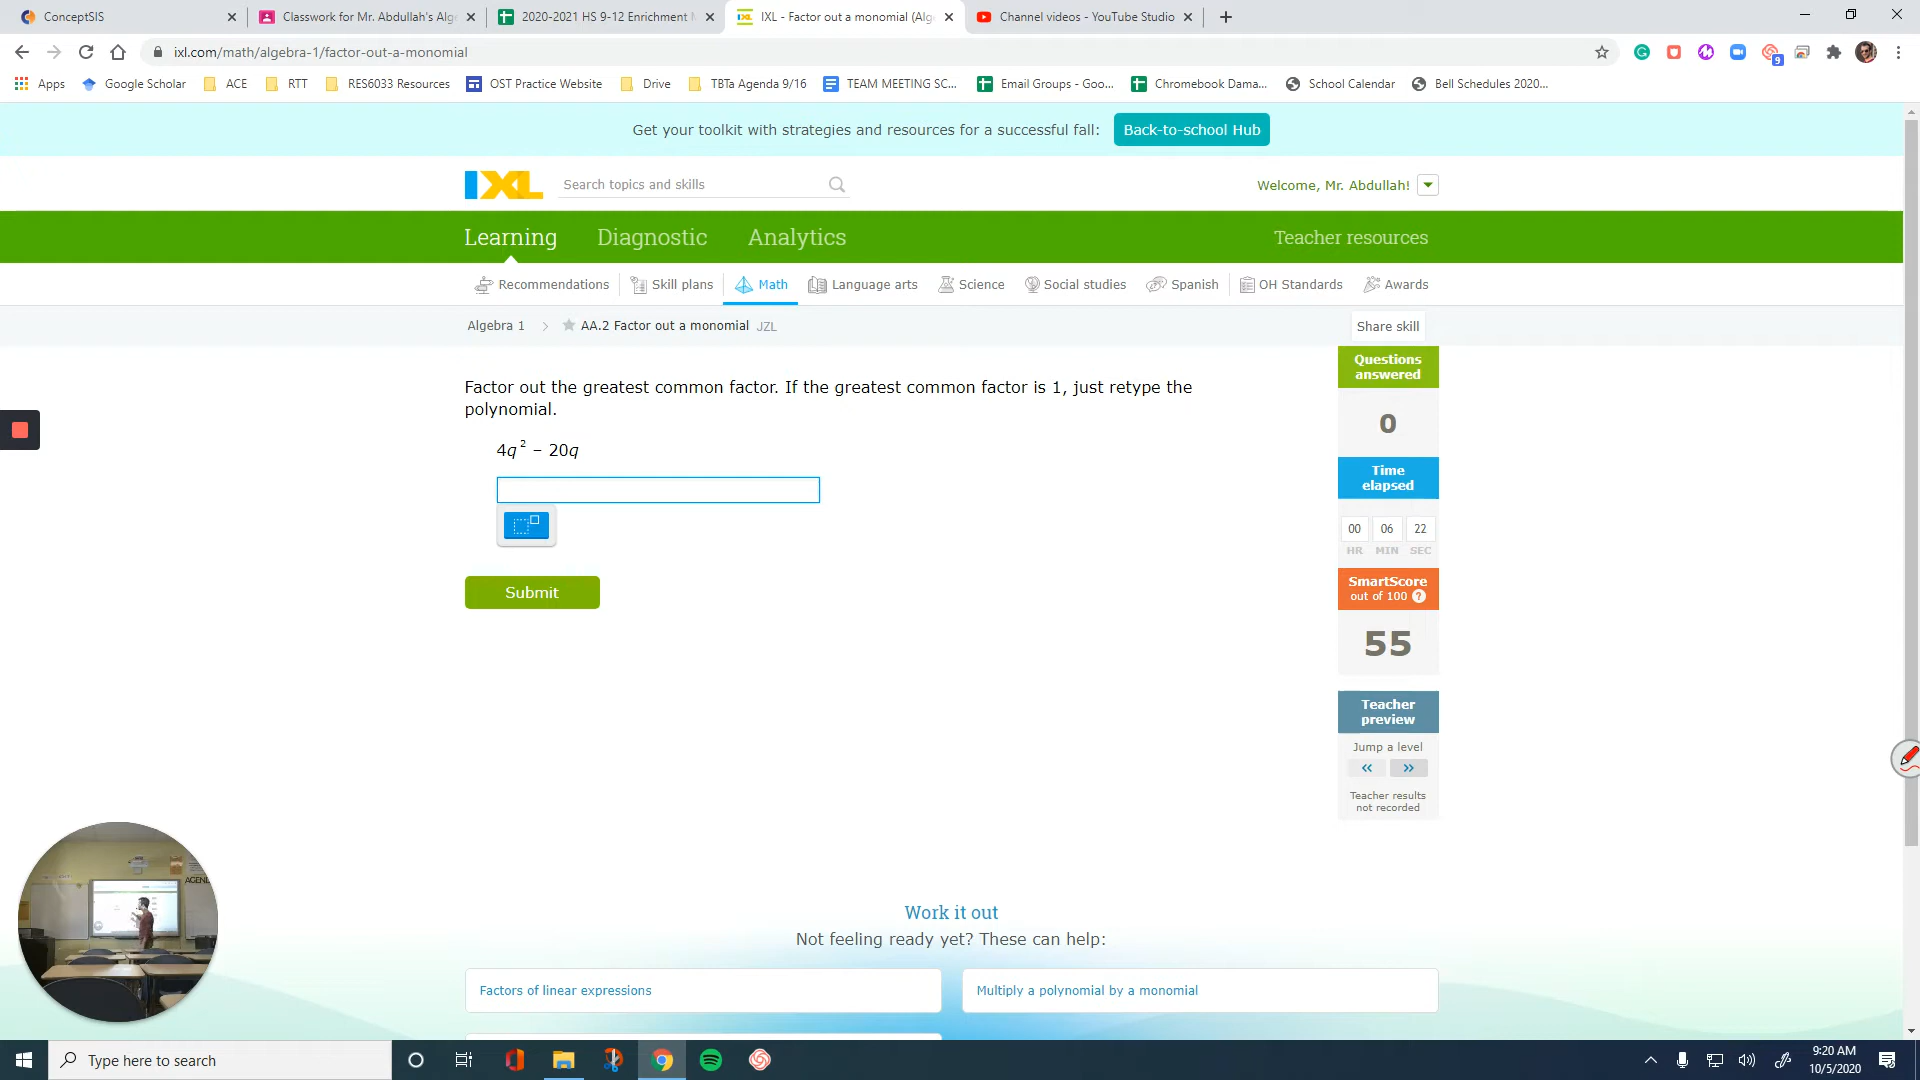 ConceptSIS
Classwork for Mr. Abdullah's Alge
2020-2021 HS 9-12 Enrichment M
IXL - Factor out a monomial (Alg
Channel videos - YouTube Studio
ixl.com/math/algebra-1/factor-out-a-monomial
9
Apps
Google Scholar
ACE
RTT
RES6033 Resources
OST Practice Website
Drive
TBTa Agenda 9/16
TEAM MEETING SC...
Email Groups - Goo...
Chromebook Dama...
School Calendar
Bell Schedules 2020...
Get your toolkit with strategies and resources for a successful fall:
Back-to-school Hub
IXL
Search topics and skills
Welcome, Mr. Abdullah!
Learning
Diagnostic
Analytics
Teacher resources
Recommendations
Skill plans
Math
Language arts
Science
Social studies
Spanish
OH Standards
Awards
Algebra 1
AA.2 Factor out a monomial JZL
Share skill
Factor out the greatest common factor. If the greatest common factor is 1, just retype the
polynomial.
4q² − 20q
Submit
Questions
answered
0
Time
elapsed
00 06 22
HR MIN SEC
SmartScore
out of 100 ?
55
Teacher
preview
Jump a level
Teacher results
not recorded
AGENDA
Work it out
Not feeling ready yet? These can help:
Factors of linear expressions
Multiply a polynomial by a monomial
Type here to search
9:20 AM
10/5/2020